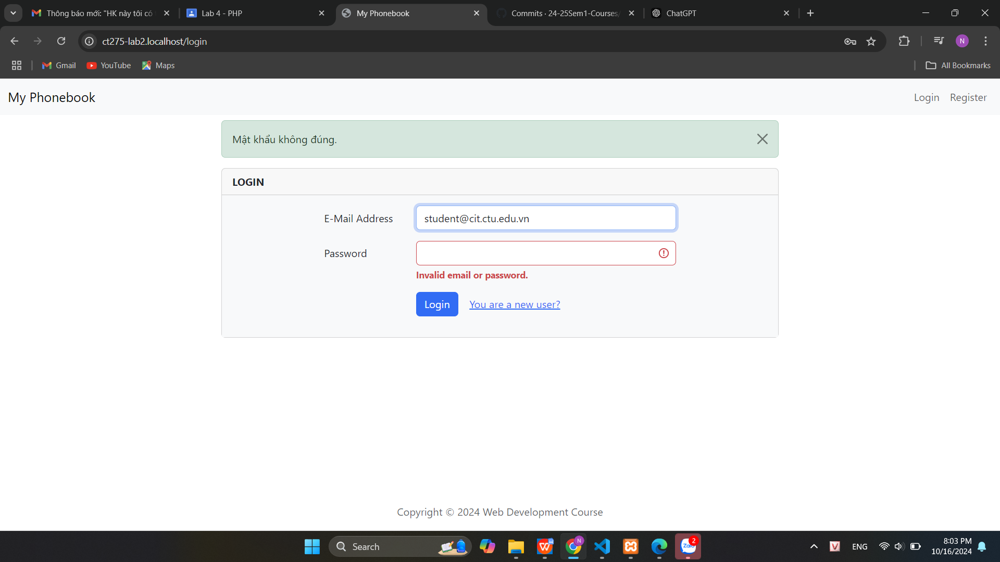 Thông báo mới: "HK này tôi có
Lab 4 - PHP
My Phonebook
Commits · 24-25Sem1-Courses/
ChatGPT
ct275-lab2.localhost/login
N
Gmail
YouTube
Maps
All Bookmarks
My Phonebook
Login
Register
Mật khẩu không đúng.
LOGIN
E-Mail Address
student@cit.ctu.edu.vn
Password
Invalid email or password.
Login
You are a new user?
Copyright © 2024 Web Development Course
Search
N
Zalo
2
V
ENG
8:03 PM
10/16/2024